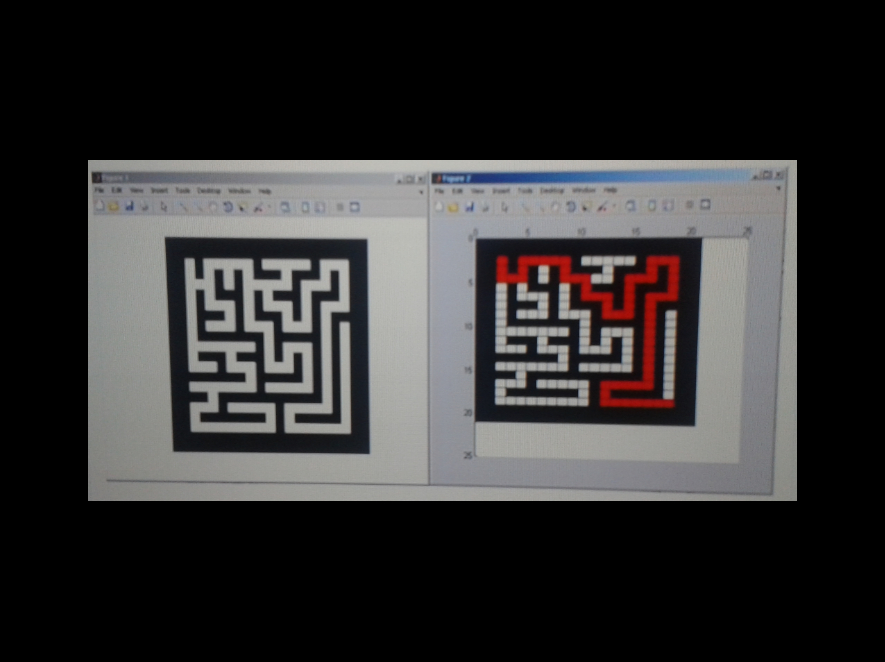 Figure 1
File Edit View Insert Tools Desktop Window Help
Figure 2
File Edit View Insert Tools Desktop Window Help
0 5 10 15 20 25
0
5
10
15
20
25